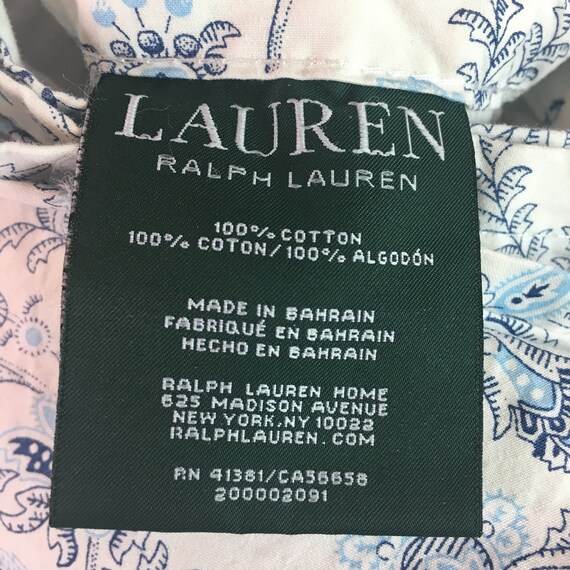 LAUREN
RALPH LAUREN
100% COTTON
100% COTON/100% ALGODÓN
MADE IN BAHRAIN
FABRIQUÉ EN BAHRAIN
HECHO EN BAHRAIN
RALPH LAUREN HOME
625 MADISON AVENUE
NEW YORK, NY 10022
RALPHLAUREN.COM
RN 41381/CA56658
200002091